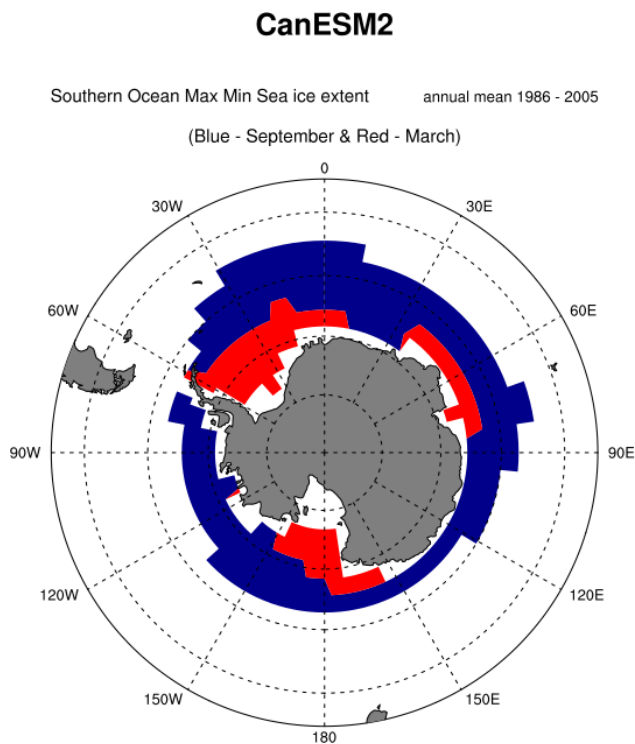 CanESM2
Southern Ocean Max Min Sea ice extent annual mean 1986 - 2005
(Blue - September & Red - March)
0
30W 30E
60W 60E
90W 90E
120W 120E
150W 150E
180